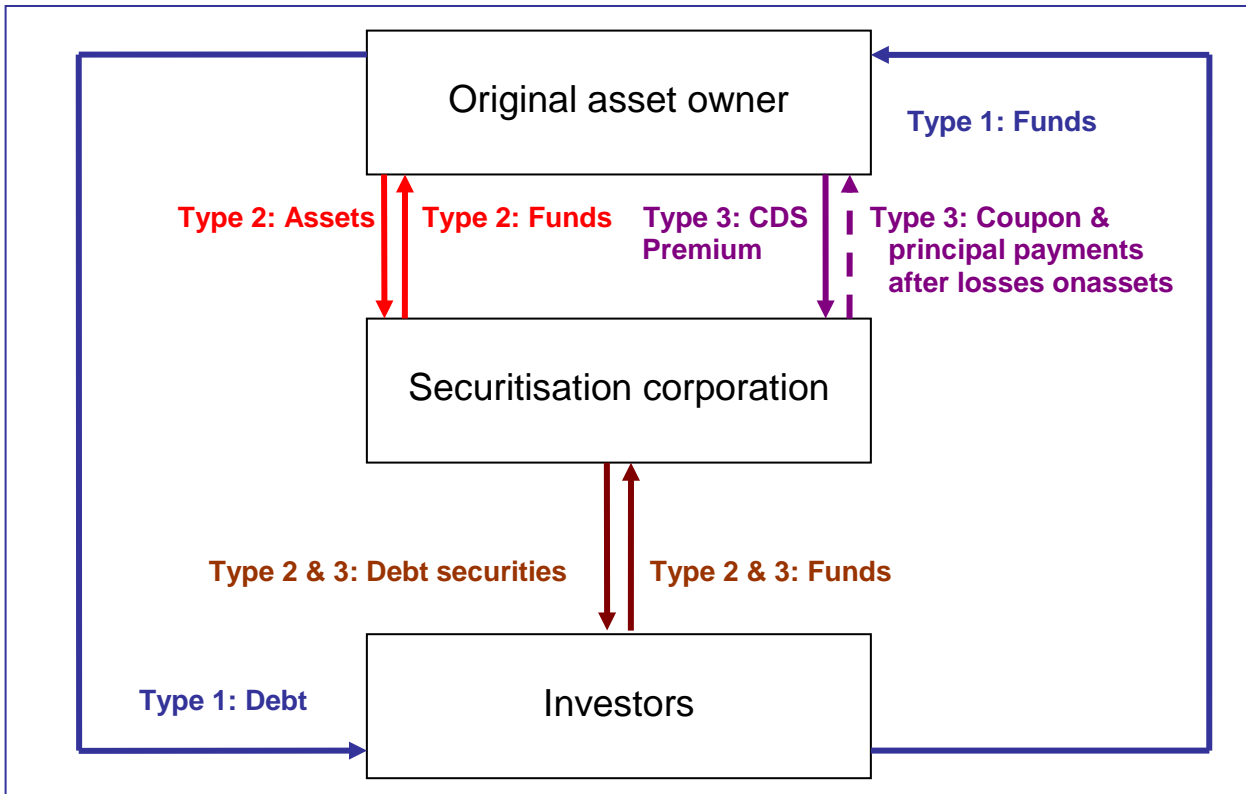 Original asset owner
Type 1: Funds
Type 2: Assets
Type 2: Funds
Type 3: CDS
Premium
Type 3: Coupon &
principal payments
after losses onassets
Securitisation corporation
Type 2 & 3: Debt securities
Type 2 & 3: Funds
Type 1: Debt
Investors